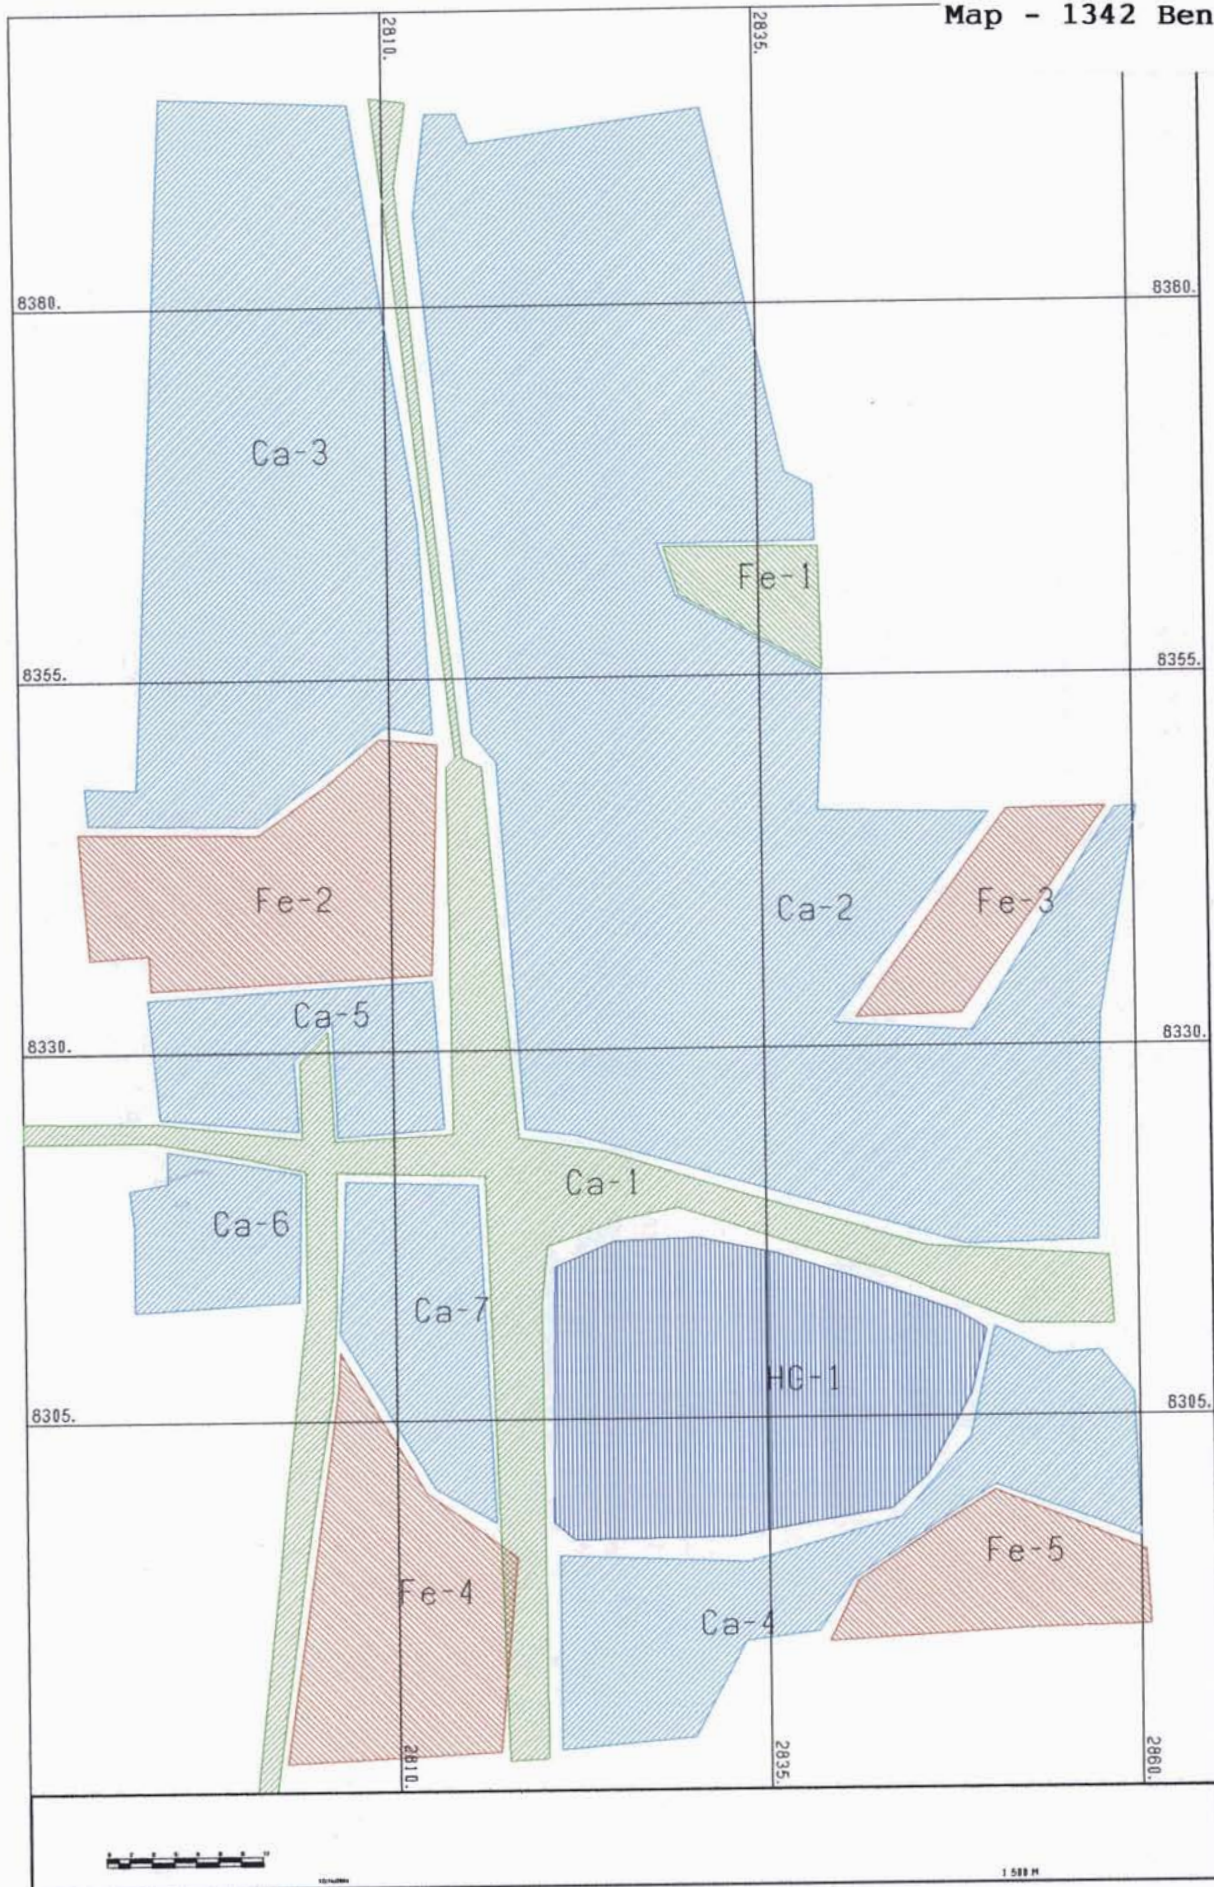 Map - 1342 Ben
2810. 2835.
8380. 8380.
Ca-3
Fe-1
8355. 8355.
Fe-2 Ca-2 Fe-3
Ca-5
8330. 8330.
Ca-1
Ca-6
Ca-7
HG-1
8305. 8305.
Fe-5
Fe-4
Ca-4
2810. 2835. 2860.